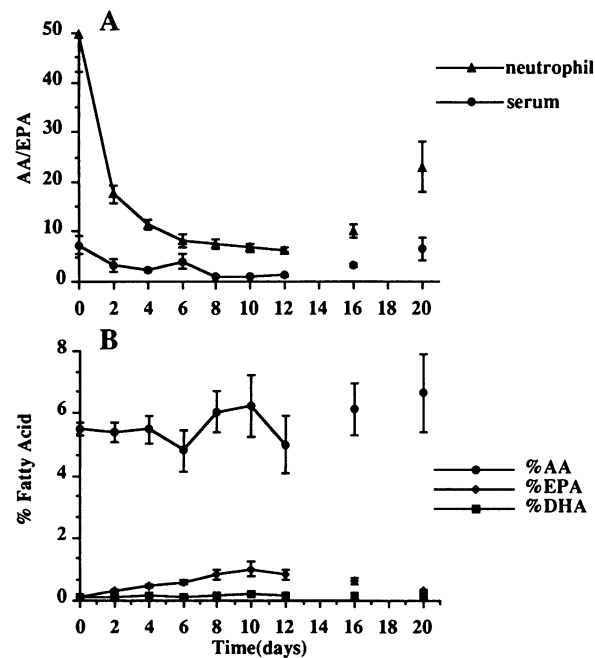 A
50
40
30
20
10
0
AA/EPA
neutrophil
serum
0 2 4 6 8 10 12 14 16 18 20
B
8
6
4
2
0
% Fatty Acid
%AA
%EPA
%DHA
0 2 4 6 8 10 12 14 16 18 20
Time(days)